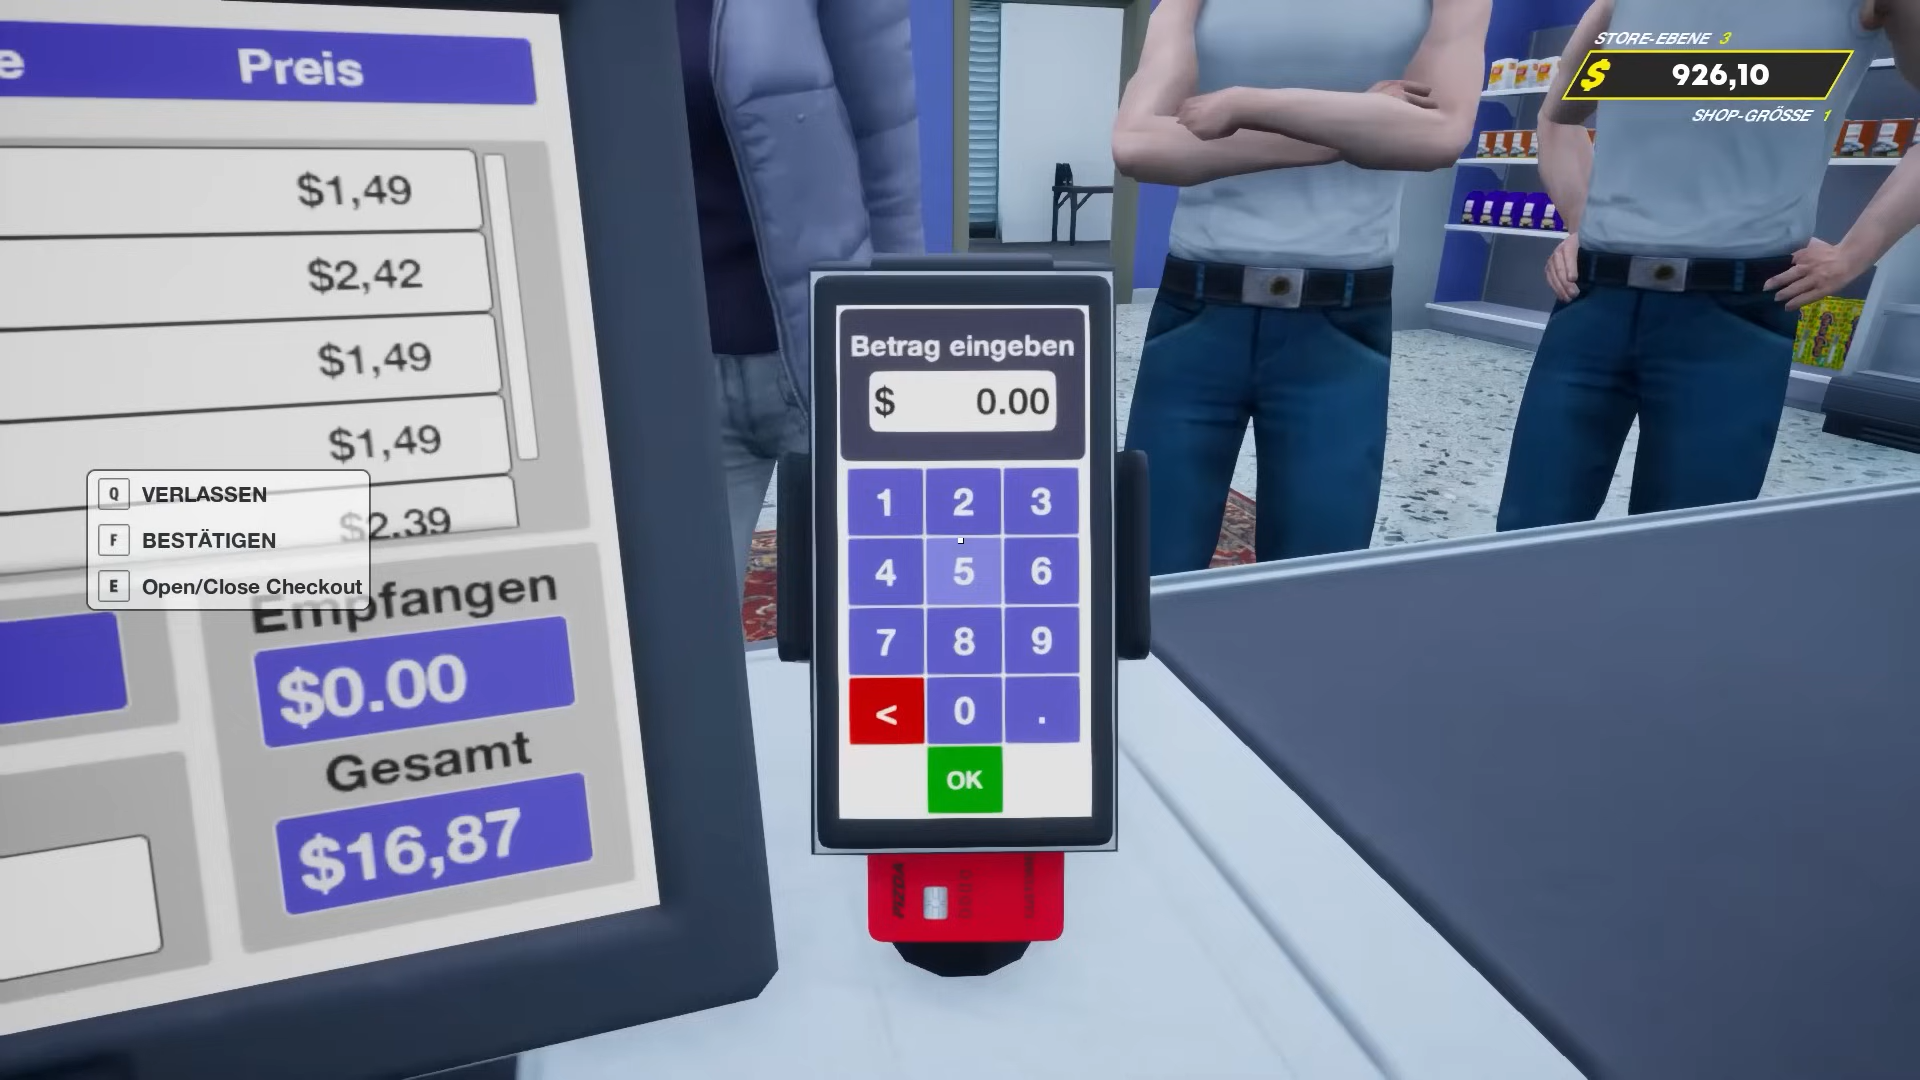 e Preis
$1,49
$2,42
$1,49
$1,49
$2.39
Q VERLASSEN
F BESTÄTIGEN
E Open/Close Checkout
Empfangen
$0.00
Gesamt
$16,87
Betrag eingeben
$ 0.00
1 2 3
4 5 6
7 8 9
< 0 .
OK
STORE-EBENE 3
$ 926,10
SHOP-GRÖSSE 1